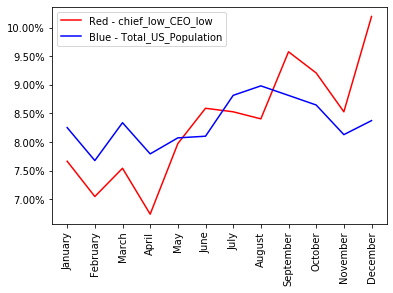 Red - chief_low_CEO_low
Blue - Total_US_Population
10.00%
9.50%
9.00%
8.50%
8.00%
7.50%
7.00%
January
February
March
April
May
June
July
August
September
October
November
December